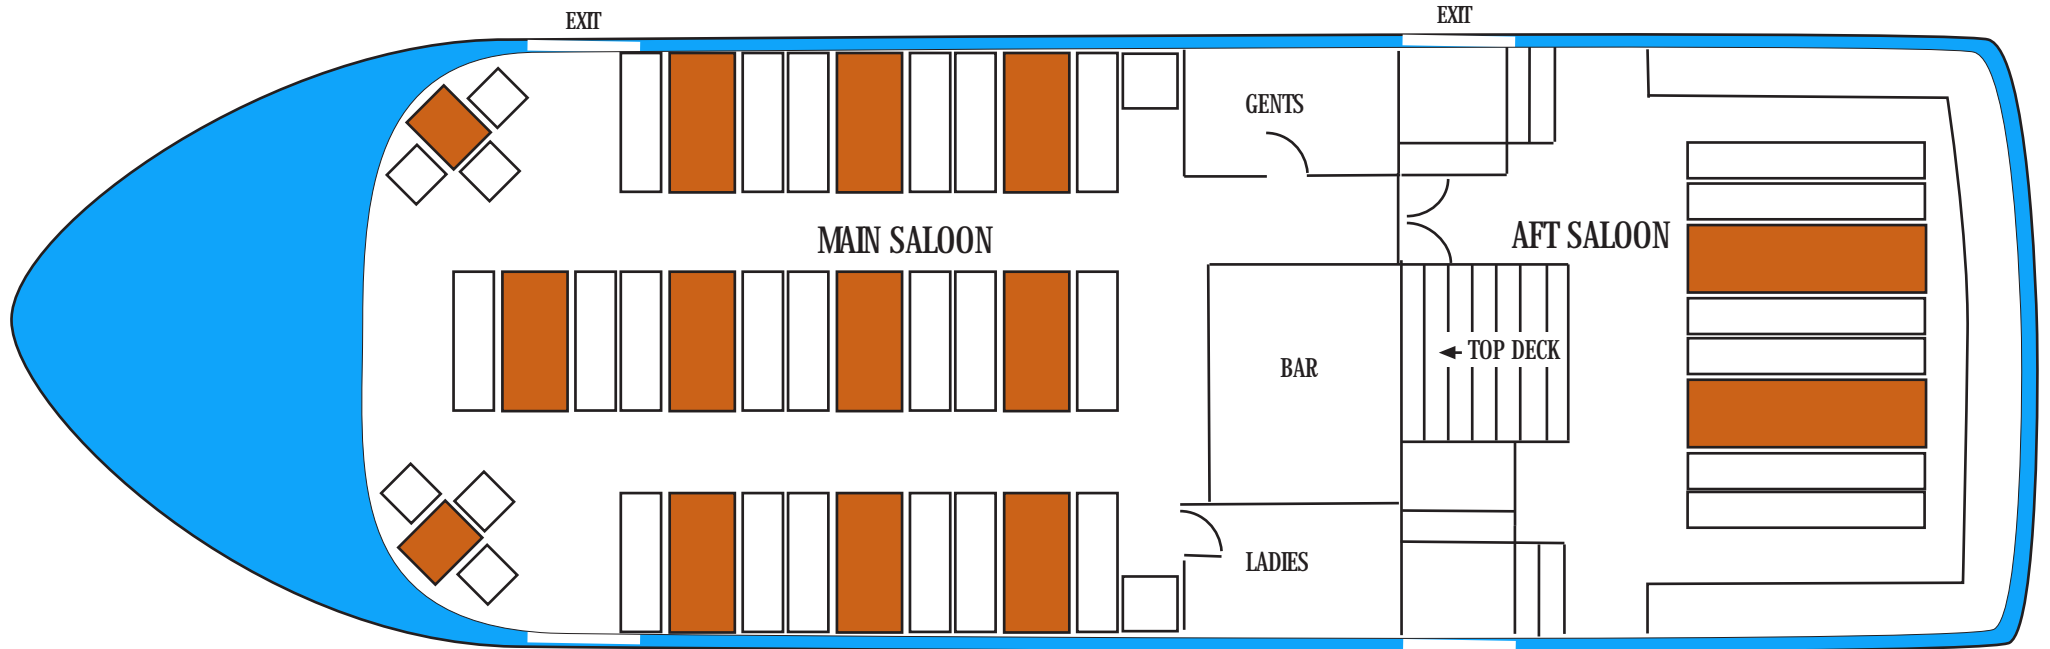 EXIT
EXIT
GENTS
MAIN SALOON
AFT SALOON
TOP DECK
BAR
LADIES